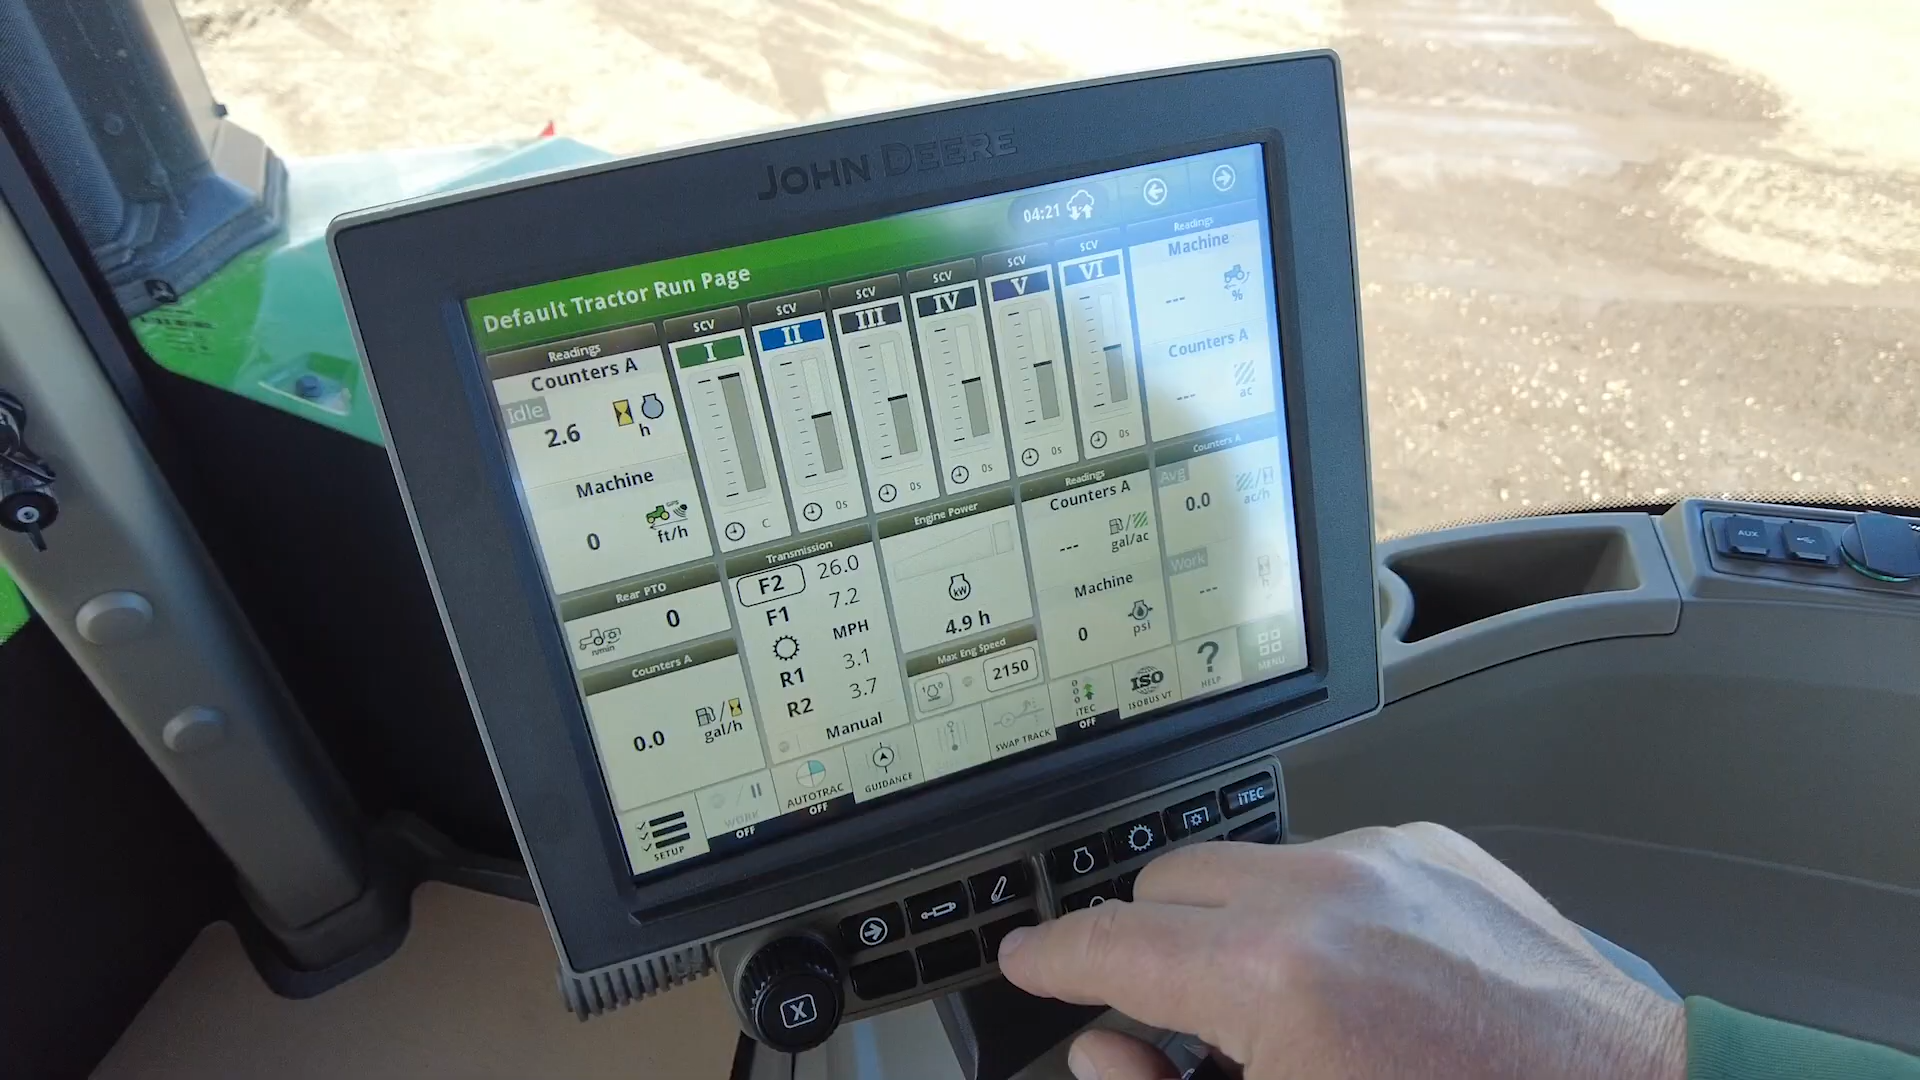 JOHN DEERE
Default Tractor Run Page
04:21
Readings
Counters A
Idle
2.6
h
Machine
0
ft/h
SCV
I
C
SCV
II
0s
SCV
III
0s
SCV
IV
0s
SCV
V
0s
SCV
VI
0s
Readings
Machine
---
%
Counters A
---
ac
Rear PTO
0
n/min
Counters A
0.0
gal/h
Transmission
F2 26.0
F1 7.2
MPH
R1 3.1
R2 3.7
Manual
Engine Power
kW
4.9 h
Max Eng Speed
2150
Readings
Counters A
---
gal/ac
Machine
0
psi
Counters A
Avg
0.0
ac/h
Work
---
h
SETUP
WORK
OFF
AUTOTRAC
OFF
GUIDANCE
SWAP TRACK
iTEC
OFF
ISO
ISOBUS VT
?
HELP
MENU
X
iTEC
AUX